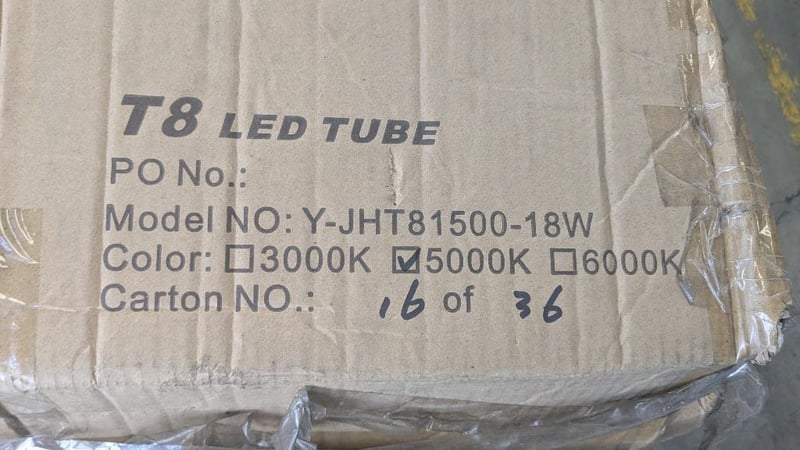 T8 LED TUBE
PO No.:
Model NO: Y-JHT81500-18W
Color: ☐3000K ☑5000K ☐6000K
Carton NO.: 16 of 36